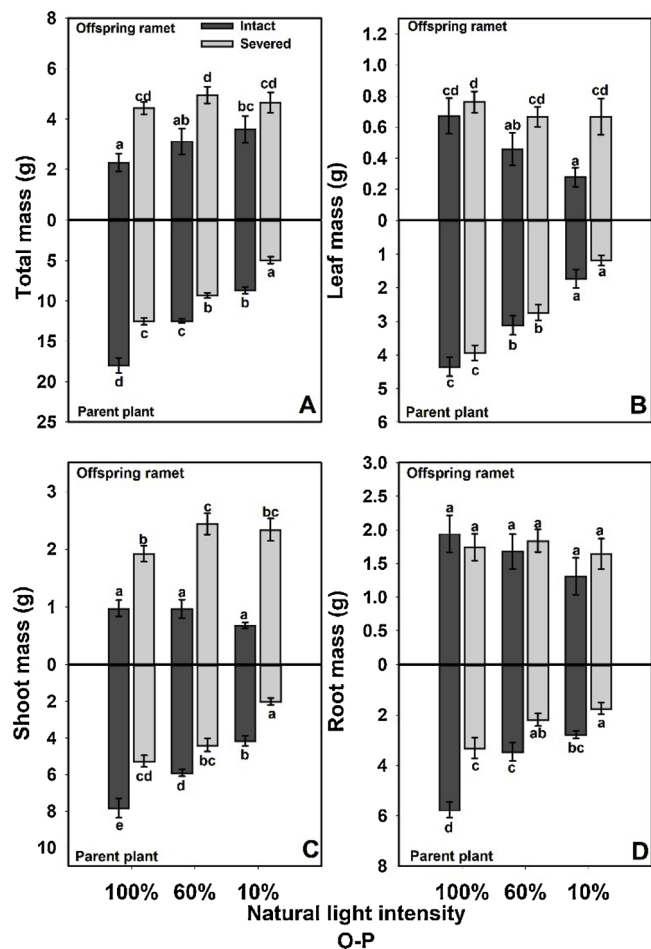 Offspring ramet
Intact
Severed
Total mass (g)
8
6
4
2
0
5
10
15
20
25
a
cd
ab
d
bc
cd
d
c
c
b
b
a
Parent plant
A
Offspring ramet
Leaf mass (g)
1.2
1.0
0.8
0.6
0.4
0.2
0
1
2
3
4
5
6
cd
d
ab
cd
a
cd
c
c
b
b
a
a
Parent plant
B
Offspring ramet
Shoot mass (g)
3
2
1
0
2
4
6
8
10
a
b
a
c
a
bc
e
cd
d
bc
b
a
Parent plant
C
100%
60%
10%
Offspring ramet
Root mass (g)
3.0
2.5
2.0
1.5
1.0
0.5
0
2
4
6
8
a
a
a
a
a
a
d
c
c
ab
bc
a
Parent plant
D
100%
60%
10%
Natural light intensity
O-P